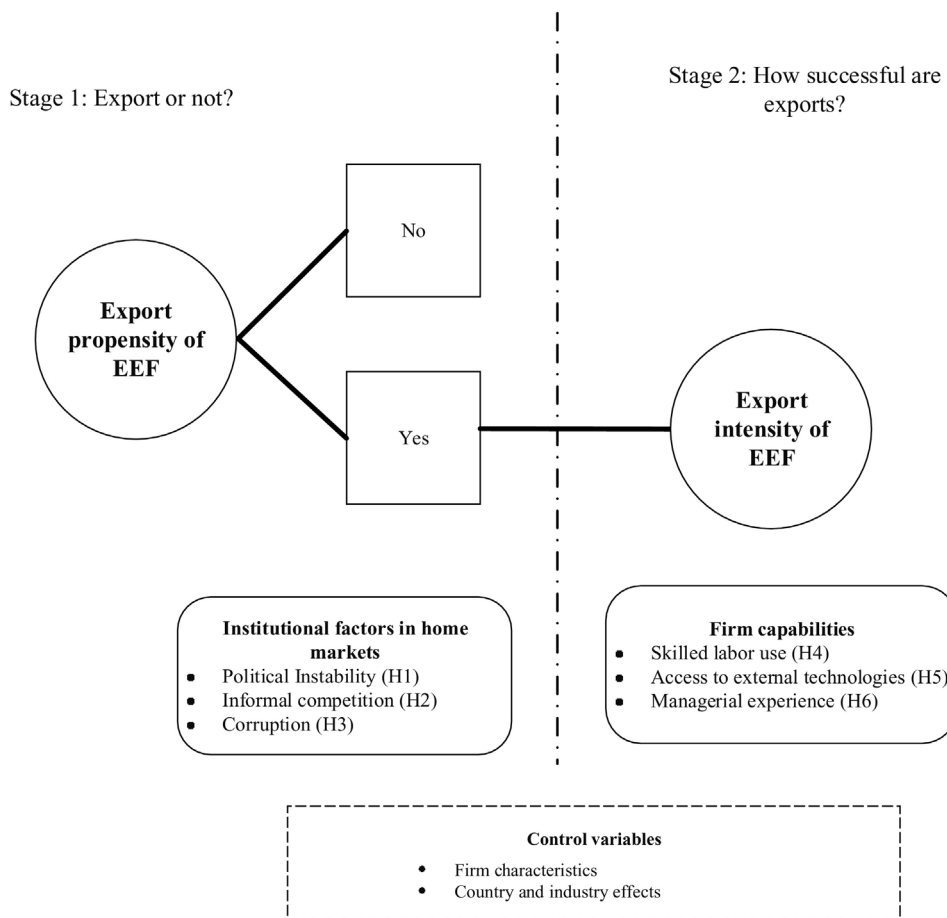 Stage 1: Export or not?
Stage 2: How successful are
exports?
No
Export
propensity of
EEF
Yes
Export
intensity of
EEF
Institutional factors in home
markets
• Political Instability (H1)
• Informal competition (H2)
• Corruption (H3)
Firm capabilities
• Skilled labor use (H4)
• Access to external technologies (H5)
• Managerial experience (H6)
Control variables
• Firm characteristics
• Country and industry effects